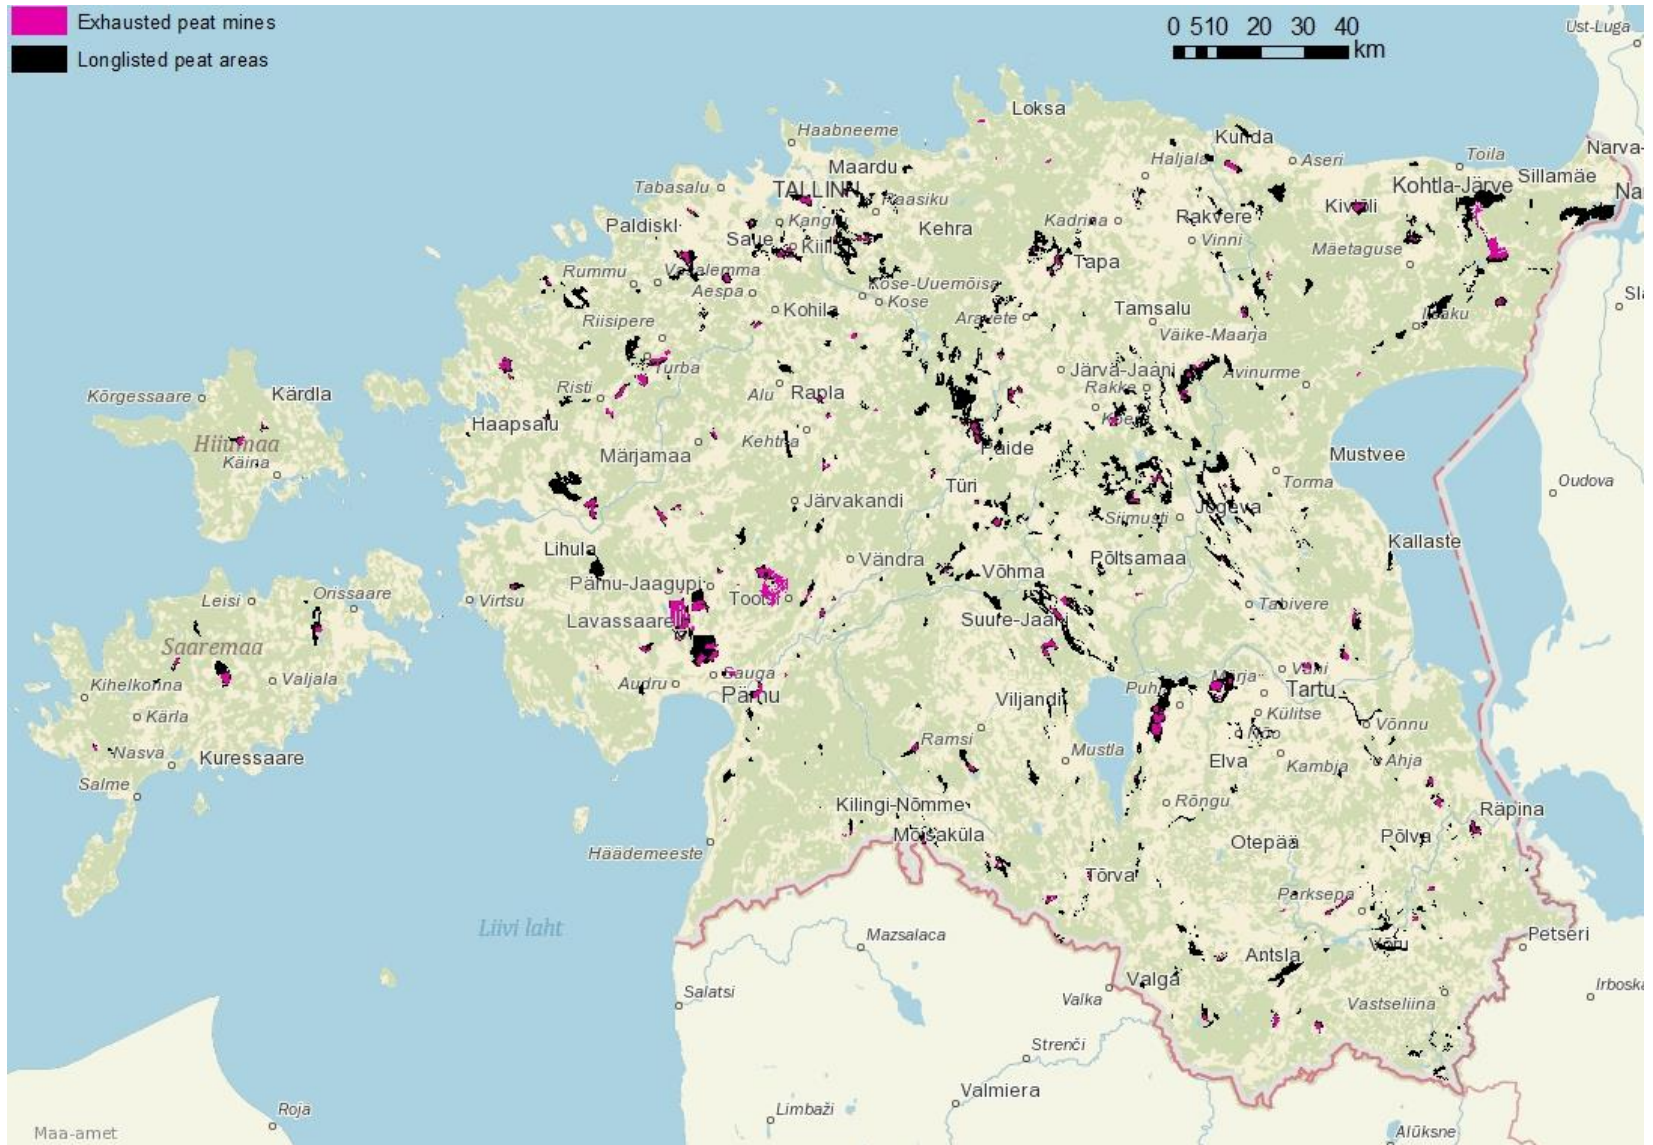 Exhausted peat mines
Longlisted peat areas
0 510 20 30 40
km
Ust-Luga
Loksa
Haabneeme
Kunda
Maardu
Haljala
Aseri
Toila
Narva-
Tabasalu
TALLINN
Raasiku
Kohtla-Järve
Sillamäe
Paldiski
Kangru
Kehra
Kadrina
Rakvere
Kiviõli
Saue
Kiili
Vinni
Mäetaguse
Rummu
Vasalemma
Tapa
Aespa
Kose-Uuemõisa
Kose
Kohila
Tamsalu
Iisaku
Riisipere
Aravete
Väike-Maarja
Turba
Järva-Jaani
Avinurme
Kõrgessaare
Kärdla
Risti
Alu
Rapla
Rakke
Haapsalu
Koeru
Hiiumaa
Kehtna
Paide
Käina
Märjamaa
Mustvee
Türi
Torma
Oudova
Järvakandi
Jõgeva
Siimusti
Lihula
Kallaste
Vändra
Põltsamaa
Pärnu-Jaagupi
Võhma
Leisi
Orissaare
Virtsu
Tootsi
Tabivere
Lavassaare
Suure-Jaani
Saaremaa
Kihelkonna
Valjala
Audru
Sauga
Märja
Vahi
Pärnu
Viljandi
Puhja
Tartu
Kärla
Külitse
Võnnu
Nõo
Ramsi
Nasva
Kuressaare
Mustla
Elva
Kambja
Ahja
Salme
Kilingi-Nõmme
Rõngu
Räpina
Mõisaküla
Põlva
Häädemeeste
Otepää
Tõrva
Parksepa
Liivi laht
Mazsalaca
Petseri
Võru
Antsla
Valga
Salatsi
Valka
Vastseliina
Strenči
Valmiera
Roja
Limbaži
Maa-amet
Alūksne